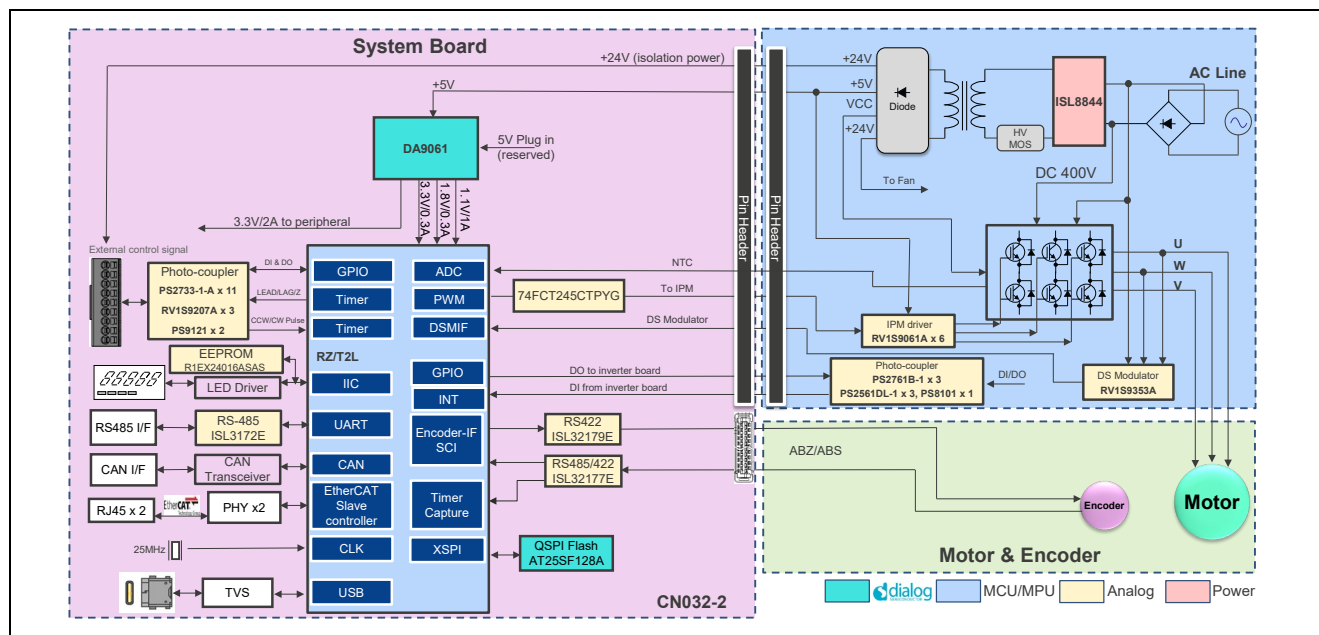 System Board
+24V (isolation power)
+5V
DA9061
5V Plug in
(reserved)
3.3V/0.3A
1.8V/0.3A
1.1V/1A
3.3V/2A to peripheral
External control signal
Photo-coupler
PS2733-1-A x 11
RV1S9207A x 3
PS9121 x 2
DI & DO
LEAD/LAG/Z
CCW/CW Pulse
EEPROM
R1EX24016ASAS
LED Driver
RS485 I/F
RS-485
ISL3172E
CAN I/F
CAN
Transceiver
RJ45 x 2
EtherCAT
PHY x2
25MHz
TVS
GPIO
Timer
Timer
RZ/T2L
IIC
UART
CAN
EtherCAT
Slave
controller
CLK
USB
ADC
PWM
DSMIF
GPIO
INT
Encoder-IF
SCI
Timer
Capture
XSPI
NTC
74FCT245CTPYG
To IPM
DS Modulator
DO to inverter board
DI from inverter board
RS422
ISL32179E
RS485/422
ISL32177E
QSPI Flash
AT25SF128A
CN032-2
Pin Header
Pin Header
+24V
+5V
VCC
+24V
Diode
To Fan
HV
MOS
ISL8844
AC Line
DC 400V
U
W
V
IPM driver
RV1S9061A x 6
Photo-coupler
PS2761B-1 x 3
PS2561DL-1 x 3, PS8101 x 1
DI/DO
DS Modulator
RV1S9353A
ABZ/ABS
Encoder
Motor
Motor & Encoder
dialog
MCU/MPU
Analog
Power